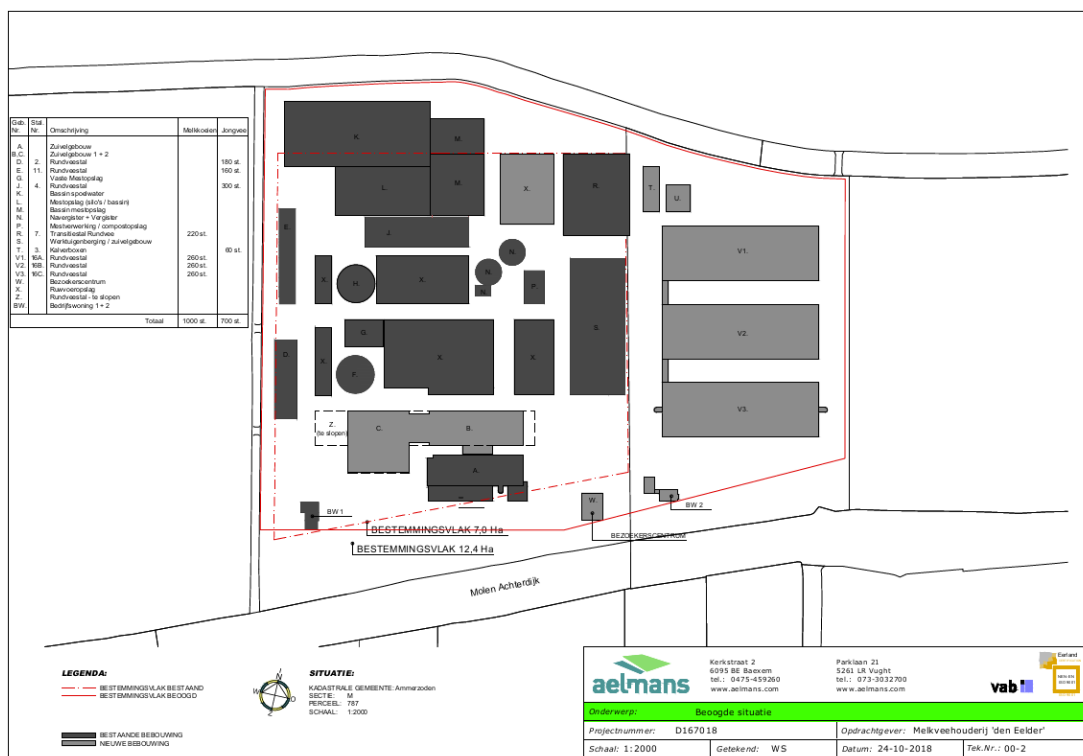 Geb. Nr. Stal. Nr. Omschrijving Melkkoeien Jongvee
A. Zuivelgebouw
B,C. Zuivelgebouw 1 + 2
D. 2. Rundveestal 180 st.
E. 11. Rundveestal 160 st.
G. Vaste Mestopslag
J. 4. Rundveestal 300 st.
K. Bassin spoelwater
L. Mestopslag (silo's / bassin)
M. Bassin mestopslag
N. Navergister + Vergister
P. Mestverwerking / compostopslag
R. 7. Transitiestal Rundvee 220 st.
S. Werktuigenberging / zuivelgebouw
T. 3. Kalverboxen 60 st.
V1. 16A. Rundveestal 260 st.
V2. 16B. Rundveestal 260 st.
V3. 16C. Rundveestal 260 st.
W. Bezoekerscentrum
X. Ruwvoeropslag
Z. Rundveestal - te slopen
BW. Bedrijfswoning 1 + 2
Totaal 1000 st. 700 st.
K.
M.
L.
M.
X.
R.
T.
U.
E.
J.
V1.
X.
H.
X.
N.
N.
N.
P.
S.
V2.
D.
X.
G.
F.
X.
X.
V3.
Z.
(te slopen)
C.
B.
A.
W.
BW 1
BW 2
BESTEMMINGSVLAK 7,0 Ha
BEZOEKERSCENTRUM
BESTEMMINGSVLAK 12,4 Ha
Molen Achterdijk
LEGENDA:
BESTEMMINGSVLAK BESTAAND
BESTEMMINGSVLAK BEOOGD
BESTAANDE BEBOUWING
NIEUWE BEBOUWING
N
O
Z
W
SITUATIE:
KADASTRALE GEMEENTE: Ammerzoden
SECTIE: M
PERCEEL: 787
SCHAAL: 1:2000
aelmans
Kerkstraat 2
6095 BE Baexem
tel.: 0475-459260
www.aelmans.com
Parklaan 21
5261 LR Vught
tel.: 073-3032700
www.aelmans.com
vab
Eerland
Onderwerp: Beoogde situatie
Projectnummer: D167018
Opdrachtgever: Melkveehouderij 'den Eelder'
Schaal: 1:2000
Getekend: WS
Datum: 24-10-2018
Tek.Nr.: 00-2